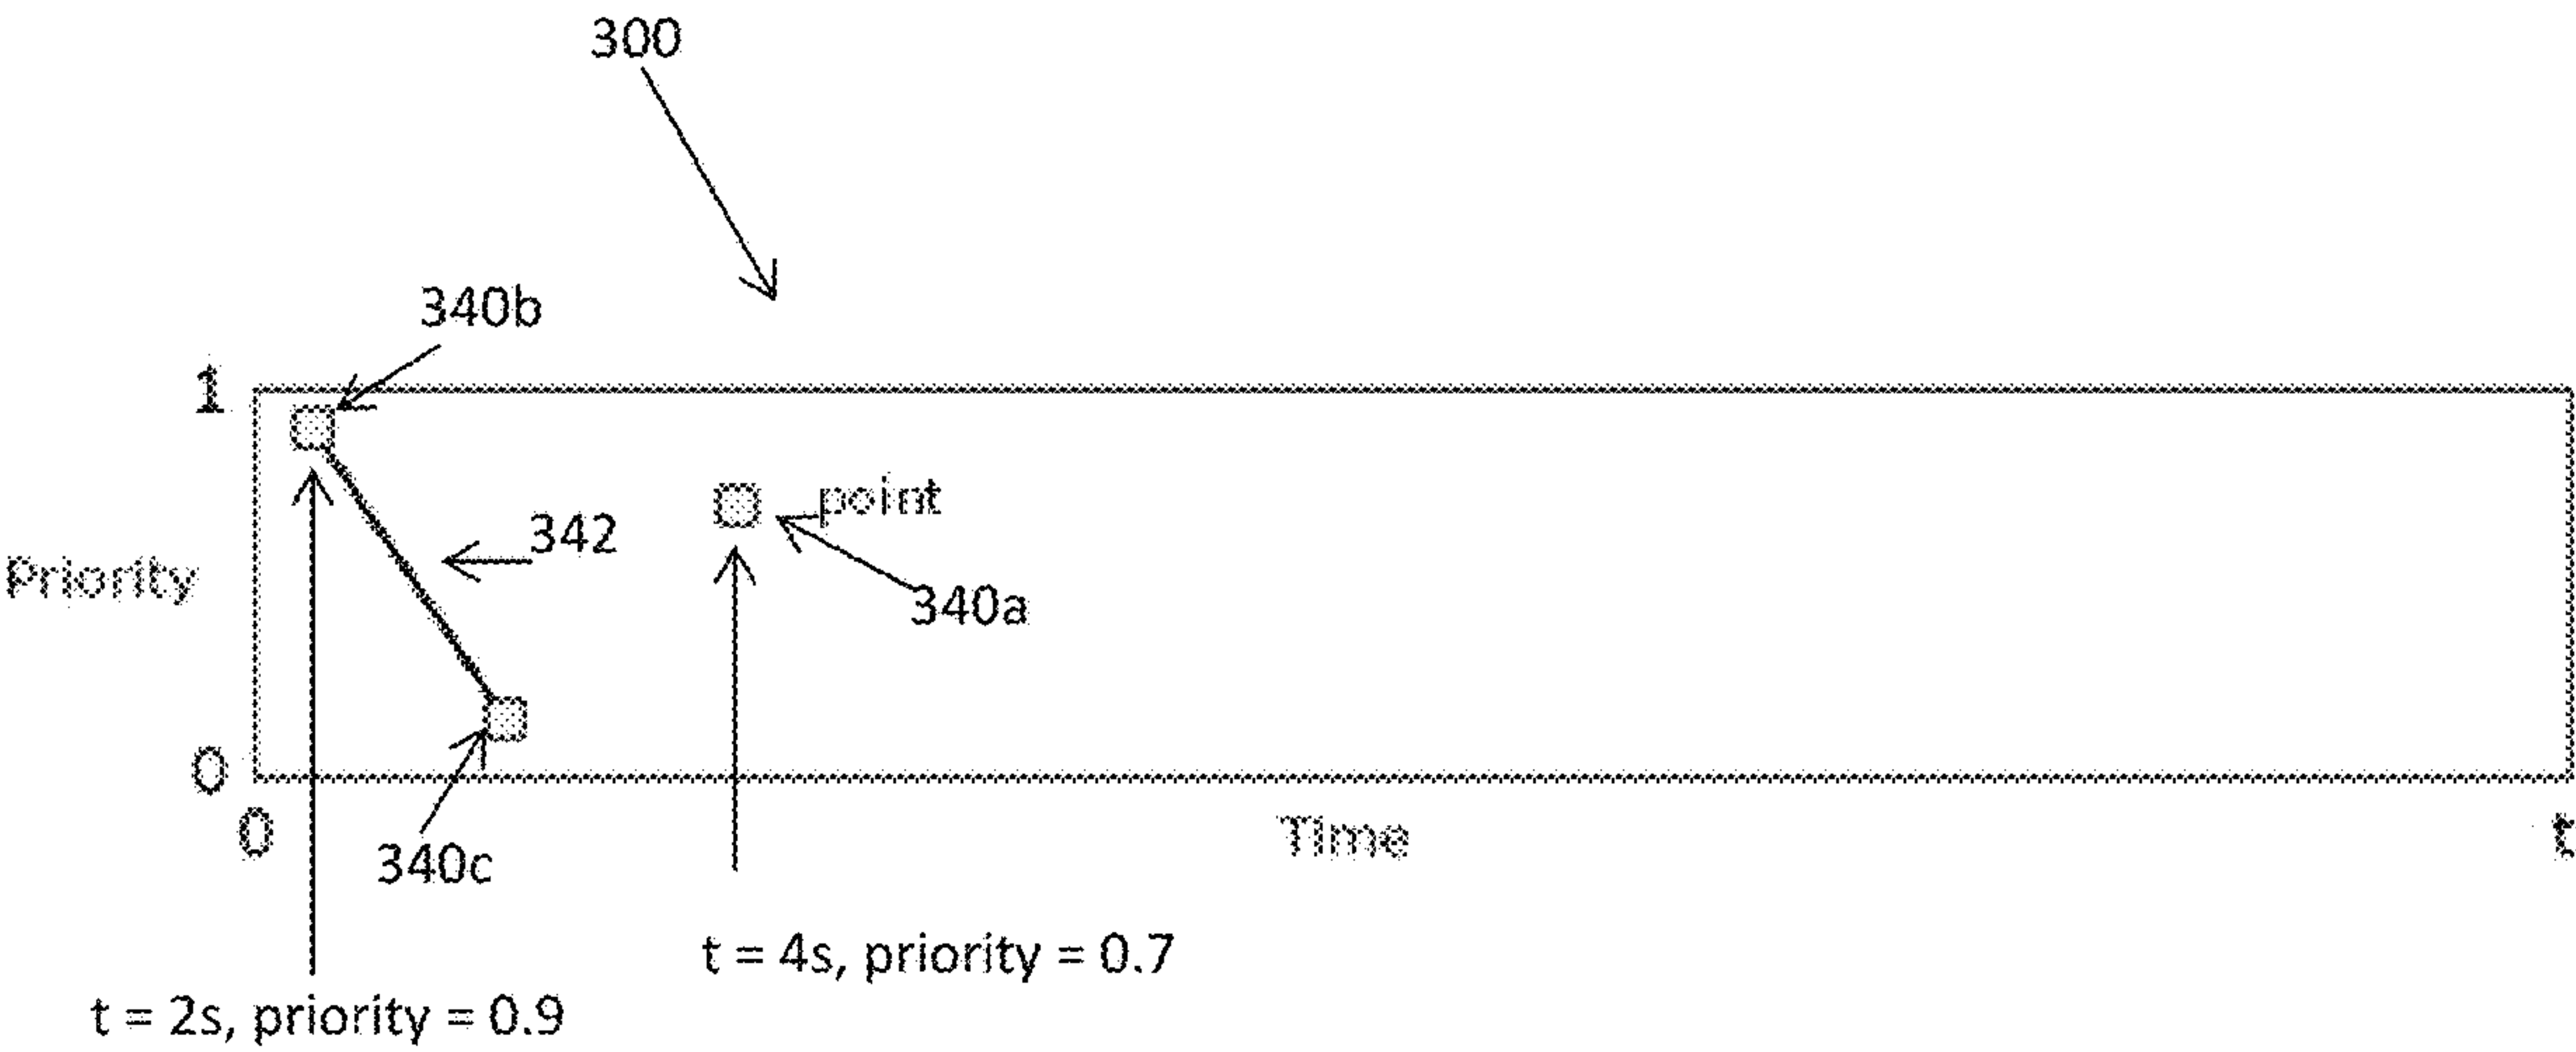 300
340b
1
point
342
Priority
340a
0
0
Time
t
340c
t = 4s, priority = 0.7
t = 2s, priority = 0.9